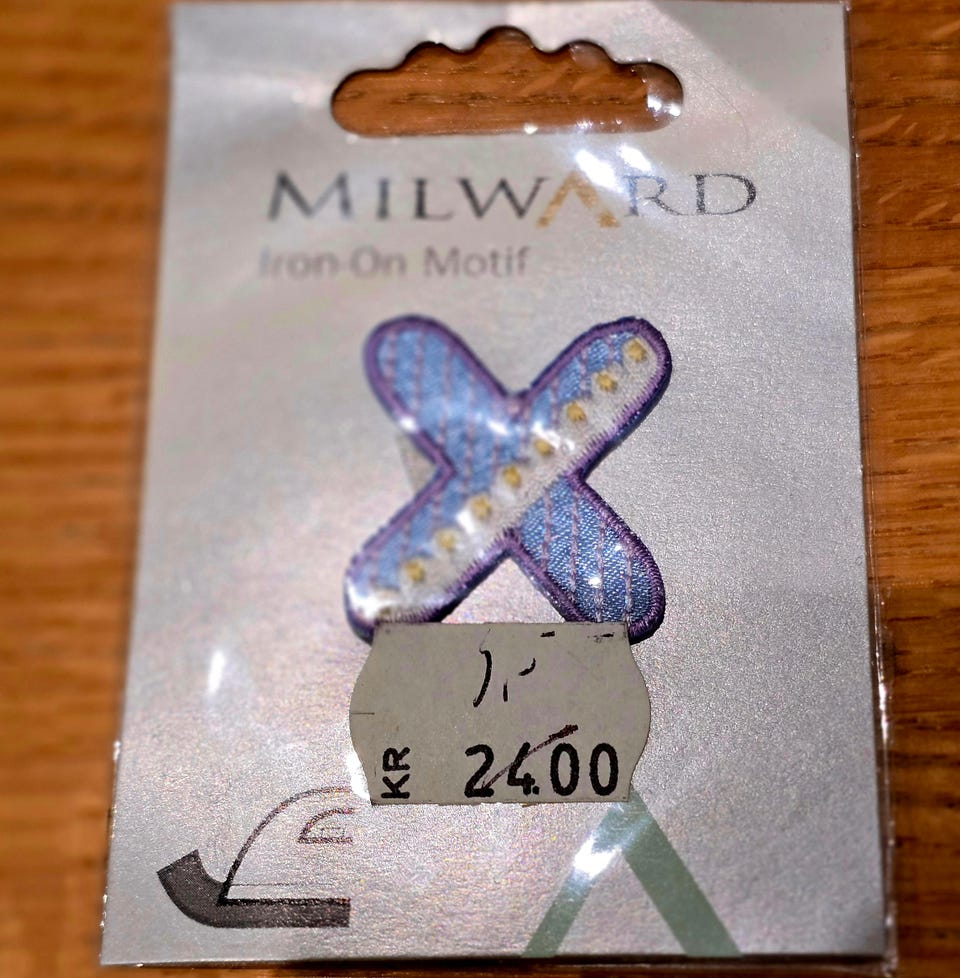 MILWARD
Iron-On Motif
X
KR 24.00